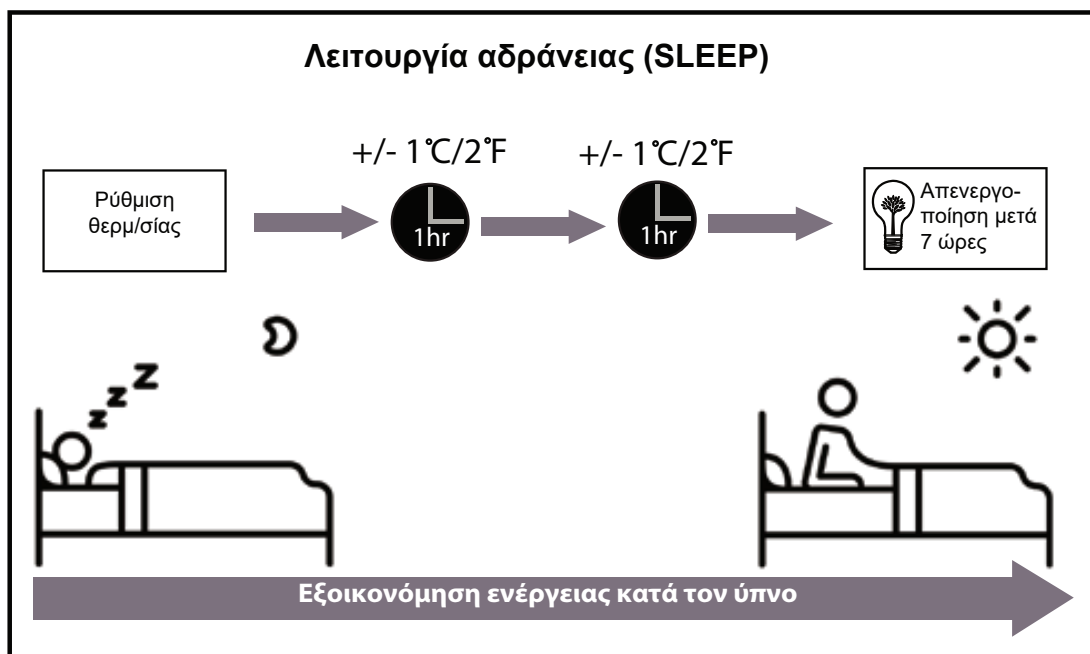 Λειτουργία αδράνειας (SLEEP)
+/- 1°C/2°F
+/- 1°C/2°F
Ρύθμιση
θερμ/σίας
1hr
1hr
Απενεργο-
ποίηση μετά
7 ώρες
z z z
Εξοικονόμηση ενέργειας κατά τον ύπνο